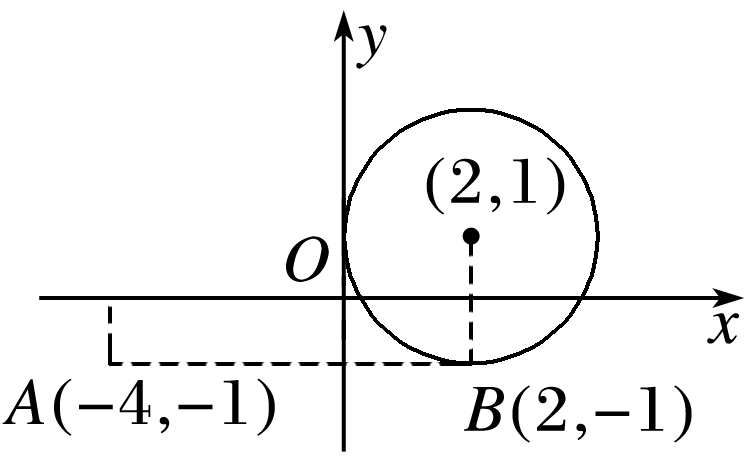 y
(2,1)
O
x
A(−4,−1)
B(2,−1)